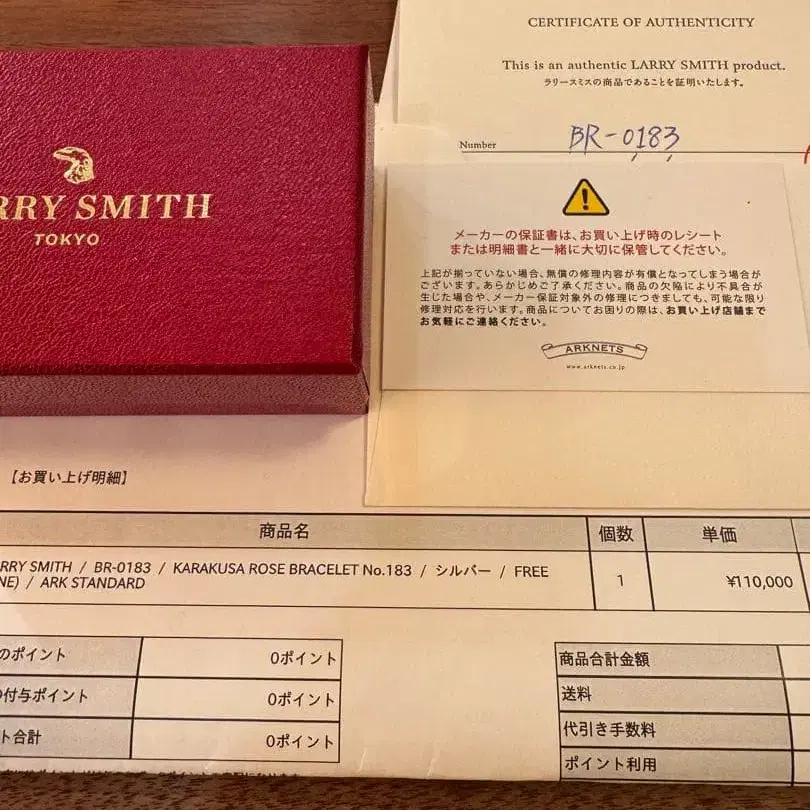 RRY SMITH
TOKYO
CERTIFICATE OF AUTHENTICITY
This is an authentic LARRY SMITH product.
ラリースミスの商品であることを証明いたします。
Number BR-0183
メーカーの保証書は、お買い上げ時のレシート
または明細書と一緒に大切に保管してください。
上記が揃っていない場合、無償の修理内容が有償となってしまう場合が
ございます。あらかじめご了承ください。商品の欠陥により不具合が
生じた場合や、メーカー保証対象外の修理につきましても、可能な限り
修理対応を行います。商品についてお困りの際は、お買い上げ店舗まで
お気軽にご連絡ください。
ARKNETS
www.arknets.co.jp
【お買い上げ明細】
商品名 個数 単価
RRY SMITH / BR-0183 / KARAKUSA ROSE BRACELET No.183 / シルバー / FREE 1 ¥110,000
NE) / ARK STANDARD
のポイント 0ポイント
付与ポイント 0ポイント
ト合計 0ポイント
商品合計金額
送料
代引き手数料
ポイント利用